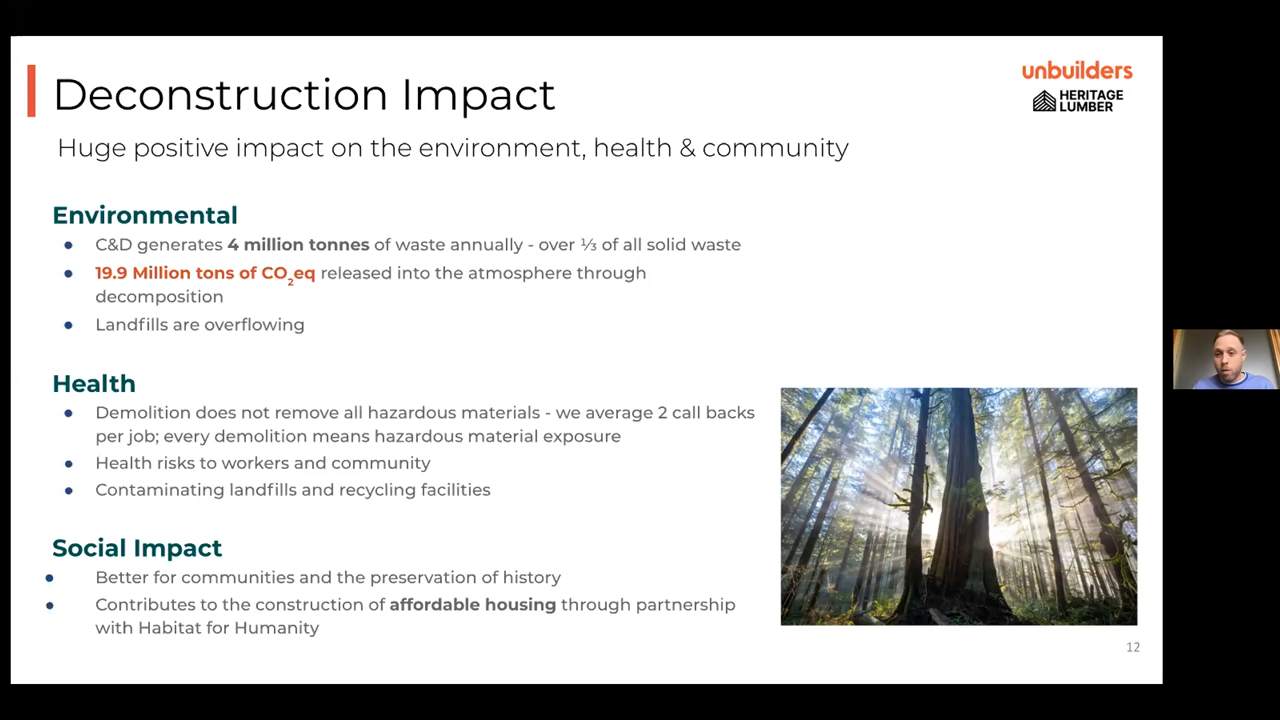 Deconstruction Impact
unbuilders
HERITAGE
LUMBER
Huge positive impact on the environment, health & community
Environmental
● C&D generates 4 million tonnes of waste annually - over ⅓ of all solid waste
● 19.9 Million tons of CO₂eq released into the atmosphere through
decomposition
● Landfills are overflowing
Health
● Demolition does not remove all hazardous materials - we average 2 call backs
per job; every demolition means hazardous material exposure
● Health risks to workers and community
● Contaminating landfills and recycling facilities
Social Impact
● Better for communities and the preservation of history
● Contributes to the construction of affordable housing through partnership
with Habitat for Humanity
12